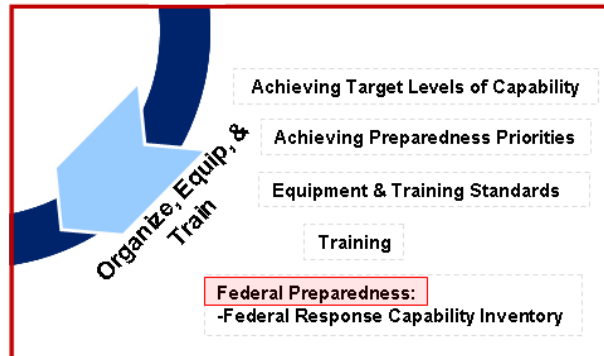 Achieving Target Levels of Capability
Achieving Preparedness Priorities
Organize, Equip, &
Train
Equipment & Training Standards
Training
Federal Preparedness:
-Federal Response Capability Inventory